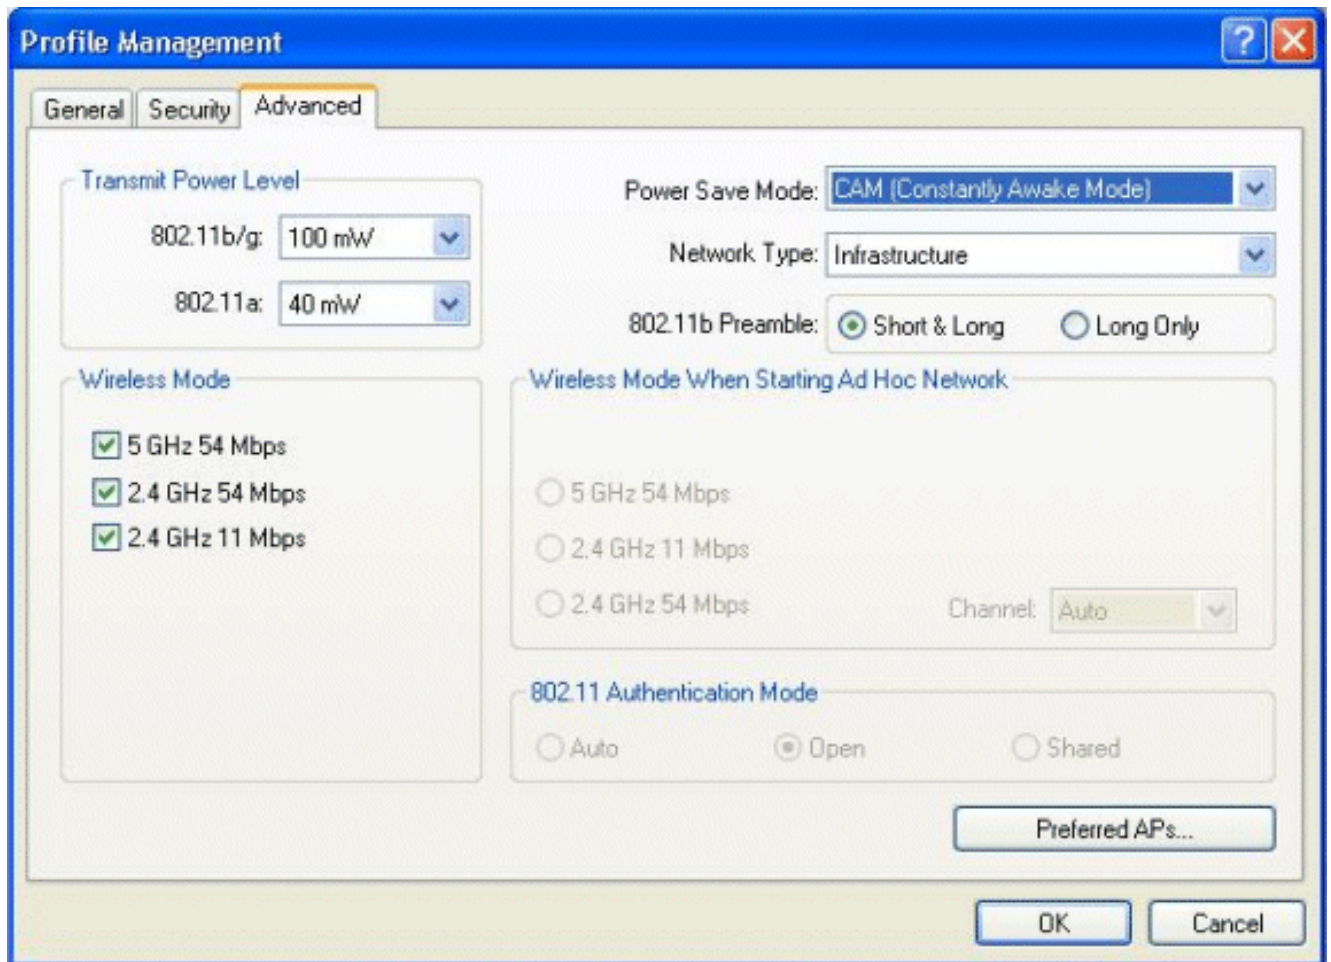 Profile Management
General Security Advanced
Transmit Power Level
802.11b/g: 100 mW
802.11a: 40 mW
Power Save Mode: CAM (Constantly Awake Mode)
Network Type: Infrastructure
802.11b Preamble: Short & Long Long Only
Wireless Mode
5 GHz 54 Mbps
2.4 GHz 54 Mbps
2.4 GHz 11 Mbps
Wireless Mode When Starting Ad Hoc Network
5 GHz 54 Mbps
2.4 GHz 11 Mbps
2.4 GHz 54 Mbps Channel: Auto
802.11 Authentication Mode
Auto Open Shared
Preferred APs...
OK Cancel